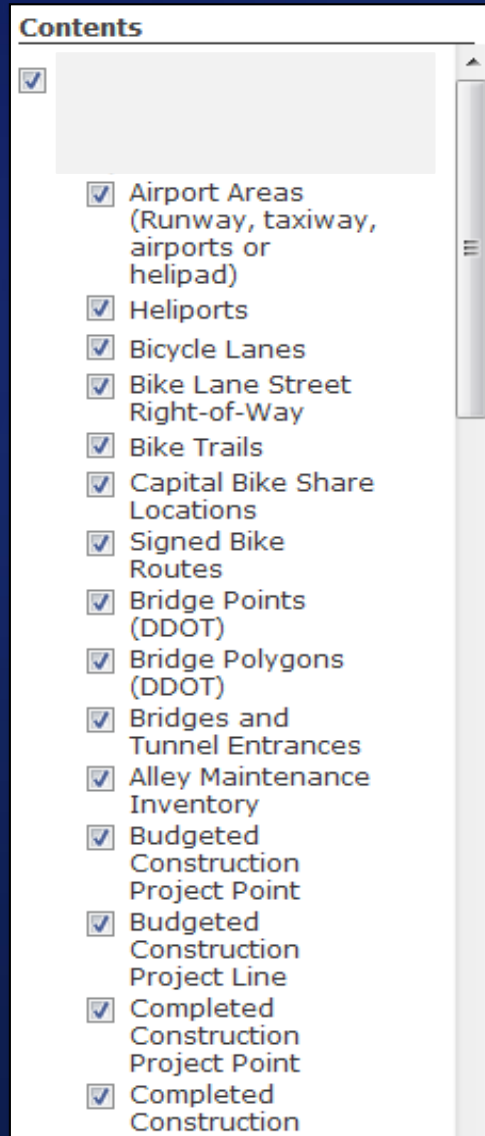 Contents
Airport Areas
(Runway, taxiway,
airports or
helipad)
Heliports
Bicycle Lanes
Bike Lane Street
Right-of-Way
Bike Trails
Capital Bike Share
Locations
Signed Bike
Routes
Bridge Points
(DDOT)
Bridge Polygons
(DDOT)
Bridges and
Tunnel Entrances
Alley Maintenance
Inventory
Budgeted
Construction
Project Point
Budgeted
Construction
Project Line
Completed
Construction
Project Point
Completed
Construction